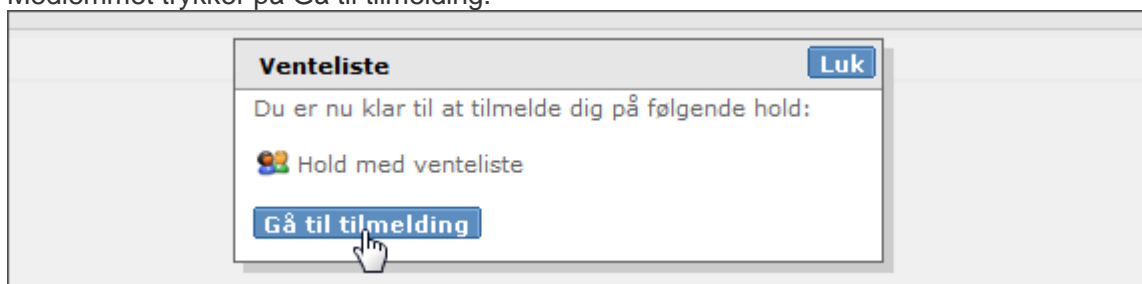 Medlemmet trykker på Gå til tilmelding.
Venteliste
Luk
Du er nu klar til at tilmelde dig på følgende hold:
Hold med venteliste
Gå til tilmelding